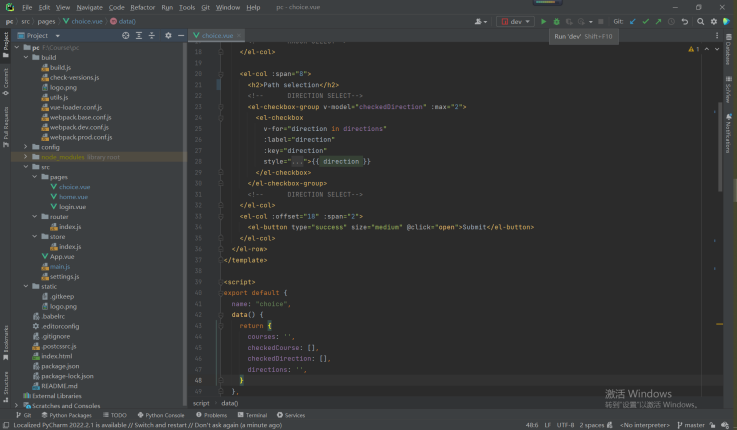 File Edit View Navigate Code Refactor Run Tools Git Window Help pc - choice.vue
pc src pages choice.vue data()
dev Git:
Run 'dev' Shift+F10
Project
choice.vue
pc F:\Course\pc
build
build.js
check-versions.js
logo.png
utils.js
vue-loader.conf.js
webpack.base.conf.js
webpack.dev.conf.js
webpack.prod.conf.js
config
node_modules library root
src
pages
choice.vue
home.vue
login.vue
router
index.js
store
index.js
App.vue
main.js
settings.js
static
.gitkeep
logo.png
.babelrc
.editorconfig
.gitignore
.postcssrc.js
index.html
package.json
package-lock.json
README.md
External Libraries
Scratches and Consoles
Project
Commit
Pull Requests
Bookmarks
Structure
18 </el-col>
19
20 <el-col :span="8">
21 <h2>Path selection</h2>
22 <!-- DIRECTION SELECT-->
23 <el-checkbox-group v-model="checkedDirection" :max="2">
24 <el-checkbox
25 v-for="direction in directions"
26 :label="direction"
27 :key="direction"
28 style="...">{{ direction }}
29 </el-checkbox>
30 </el-checkbox-group>
31 <!-- DIRECTION SELECT-->
32 </el-col>
33 <el-col :offset="18" :span="2">
34 <el-button type="success" size="medium" @click="open">Submit</el-button>
35 </el-col>
36 </el-row>
37 </template>
38
39 <script>
40 export default {
41 name: "choice",
42 data() {
43 return {
44 courses: '',
45 checkedCourse: [],
46 checkedDirection: [],
47 directions: '',
48 }
49 },
script data()
1
Database
SciView
Notifications
激活 Windows
转到"设置"以激活 Windows。
Git Python Packages TODO Python Console Problems Terminal Services
Localized PyCharm 2022.2.1 is available // Switch and restart // Don't ask again (a minute ago) 48:6 LF UTF-8 2 spaces <No interpreter> master